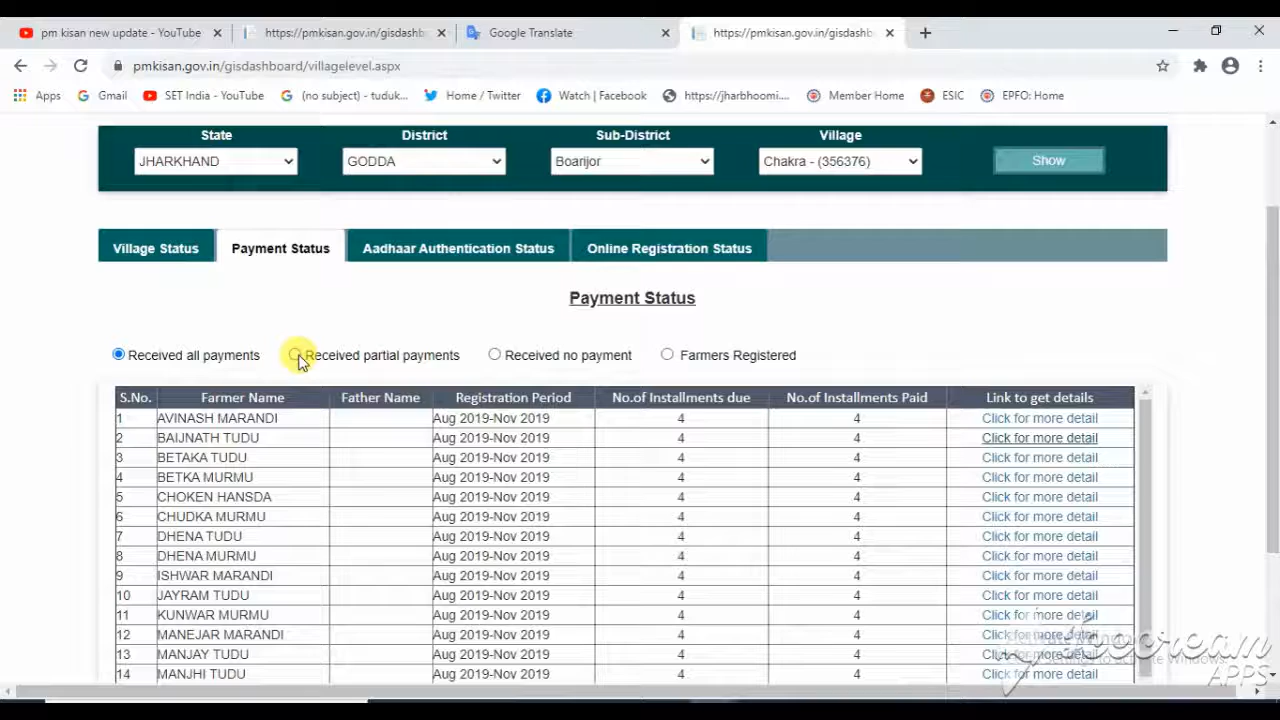 pm kisan new update - YouTube https://pmkisan.gov.in/gisdashb Google Translate https://pmkisan.gov.in/gisdashb
pmkisan.gov.in/gisdashboard/villagelevel.aspx
Apps Gmail SET India - YouTube (no subject) - tuduk... Home / Twitter Watch | Facebook https://jharbhoomi.... Member Home ESIC EPFO: Home
State District Sub-District Village
JHARKHAND GODDA Boarijor Chakra - (356376) Show
Village Status Payment Status Aadhaar Authentication Status Online Registration Status
Payment Status
Received all payments Received partial payments Received no payment Farmers Registered
S.No. Farmer Name Father Name Registration Period No.of Installments due No.of Installments Paid Link to get details
1 AVINASH MARANDI Aug 2019-Nov 2019 4 4 Click for more detail
2 BAIJNATH TUDU Aug 2019-Nov 2019 4 4 Click for more detail
3 BETAKA TUDU Aug 2019-Nov 2019 4 4 Click for more detail
4 BETKA MURMU Aug 2019-Nov 2019 4 4 Click for more detail
5 CHOKEN HANSDA Aug 2019-Nov 2019 4 4 Click for more detail
6 CHUDKA MURMU Aug 2019-Nov 2019 4 4 Click for more detail
7 DHENA TUDU Aug 2019-Nov 2019 4 4 Click for more detail
8 DHENA MURMU Aug 2019-Nov 2019 4 4 Click for more detail
9 ISHWAR MARANDI Aug 2019-Nov 2019 4 4 Click for more detail
10 JAYRAM TUDU Aug 2019-Nov 2019 4 4 Click for more detail
11 KUNWAR MURMU Aug 2019-Nov 2019 4 4 Click for more detail
12 MANEJAR MARANDI Aug 2019-Nov 2019 4 4 Click for more detail
13 MANJAY TUDU Aug 2019-Nov 2019 4 4 Click for more detail
14 MANJHI TUDU Aug 2019-Nov 2019 4 4 Click for more detail
APPS